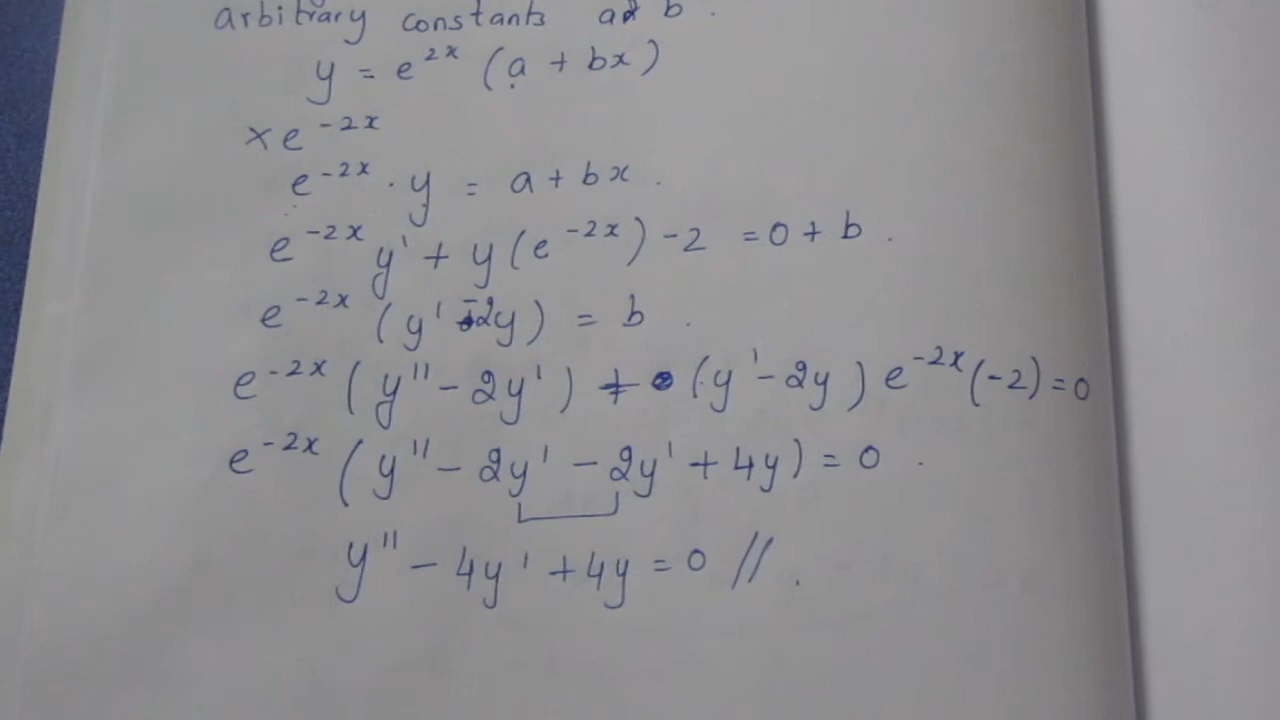 arbitrary constants a & b .
y = e^{2x} (a + bx)
× e^{-2x}
e^{-2x} . y = a + bx .
e^{-2x} y' + y (e^{-2x}) -2 = 0 + b .
e^{-2x} (y' -2y) = b .
e^{-2x} (y'' - 2y') + (y' - 2y) e^{-2x} (-2) = 0
e^{-2x} (y'' - 2y' - 2y' + 4y) = 0 .
y'' - 4y' + 4y = 0 // .